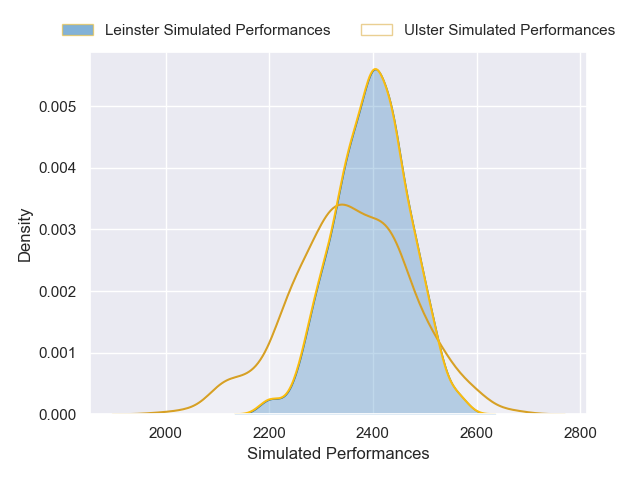 Leinster Simulated Performances
Ulster Simulated Performances
0.005
0.004
0.003
0.002
0.001
0.000
Density
2000
2200
2400
2600
2800
Simulated Performances